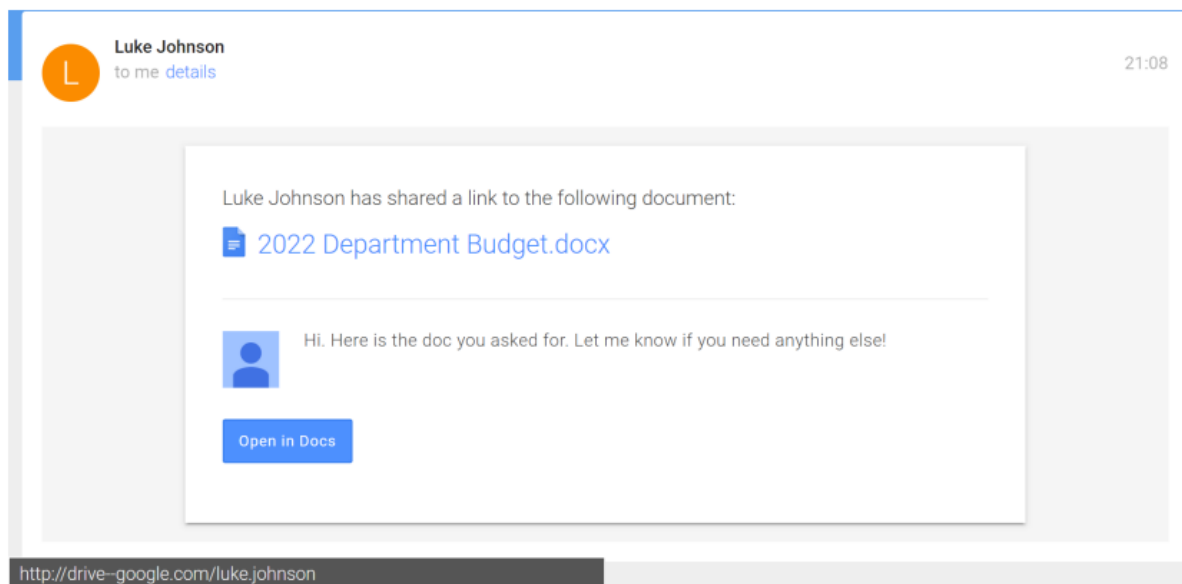 Luke Johnson
to me details
21:08
L
Luke Johnson has shared a link to the following document:
2022 Department Budget.docx
Hi. Here is the doc you asked for. Let me know if you need anything else!
Open in Docs
http://drive--google.com/luke.johnson